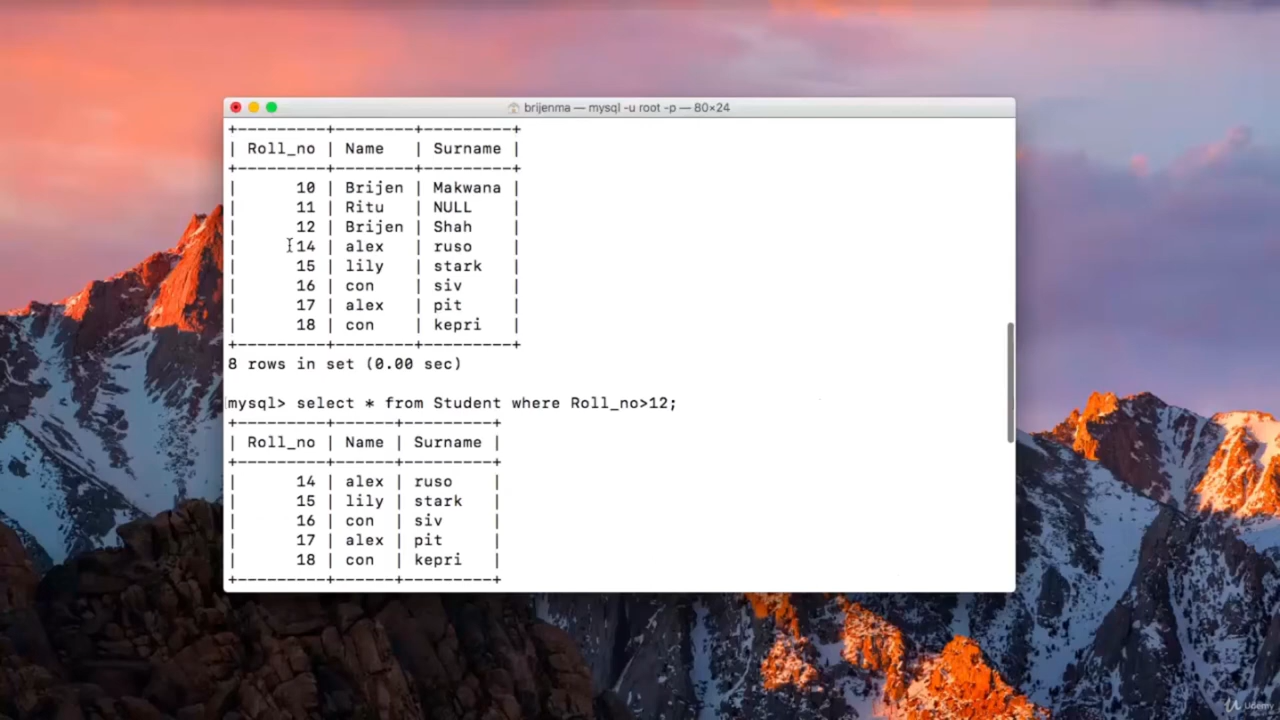 brijenma — mysql -u root -p — 80×24
+----------+--------+---------+
| Roll_no | Name | Surname |
+----------+--------+---------+
| 10 | Brijen | Makwana |
| 11 | Ritu | NULL |
| 12 | Brijen | Shah |
| 14 | alex | ruso |
| 15 | lily | stark |
| 16 | con | siv |
| 17 | alex | pit |
| 18 | con | kepri |
+----------+--------+---------+
8 rows in set (0.00 sec)
mysql> select * from Student where Roll_no>12;
+----------+------+---------+
| Roll_no | Name | Surname |
+----------+------+---------+
| 14 | alex | ruso |
| 15 | lily | stark |
| 16 | con | siv |
| 17 | alex | pit |
| 18 | con | kepri |
+----------+------+---------+
Udemy